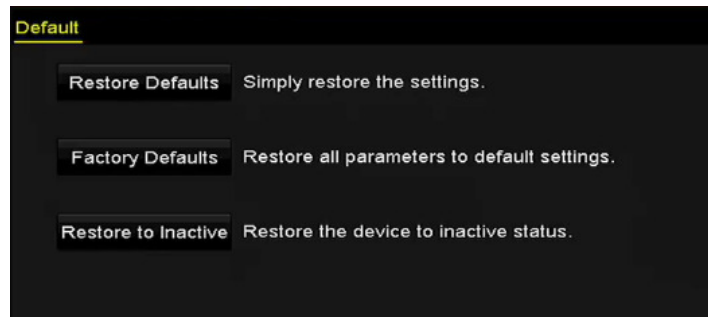 Default
Restore Defaults Simply restore the settings.
Factory Defaults Restore all parameters to default settings.
Restore to Inactive Restore the device to inactive status.